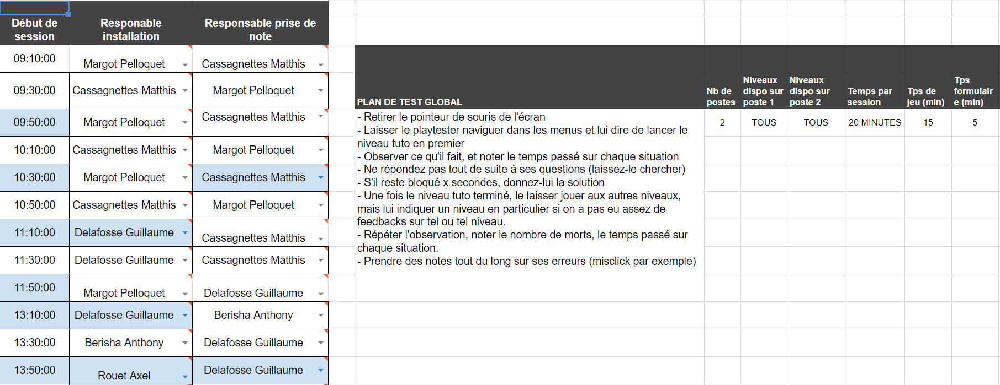 Début de
session
Responable
installation
Responsable prise de
note
09:10:00
Margot Pelloquet
Cassagnettes Matthis
09:30:00
Cassagnettes Matthis
Margot Pelloquet
09:50:00
Margot Pelloquet
Cassagnettes Matthis
10:10:00
Cassagnettes Matthis
Margot Pelloquet
10:30:00
Margot Pelloquet
Cassagnettes Matthis
10:50:00
Cassagnettes Matthis
Margot Pelloquet
11:10:00
Delafosse Guillaume
Cassagnettes Matthis
11:30:00
Delafosse Guillaume
Cassagnettes Matthis
11:50:00
Margot Pelloquet
Delafosse Guillaume
13:10:00
Delafosse Guillaume
Berisha Anthony
13:30:00
Berisha Anthony
Delafosse Guillaume
13:50:00
Rouet Axel
Delafosse Guillaume
PLAN DE TEST GLOBAL
Nb de
postes
Niveaux
dispo sur
poste 1
Niveaux
dispo sur
poste 2
Temps par
session
Tps de
jeu (min)
Tps
formulair
e (min)
- Retirer le pointeur de souris de l'écran
- Laisser le playtester naviguer dans les menus et lui dire de lancer le
niveau tuto en premier
- Observer ce qu'il fait, et noter le temps passé sur chaque situation
- Ne répondez pas tout de suite à ses questions (laissez-le chercher)
- S'il reste bloqué x secondes, donnez-lui la solution
- Une fois le niveau tuto terminé, le laisser jouer aux autres niveaux,
mais lui indiquer un niveau en particulier si on a pas eu assez de
feedbacks sur tel ou tel niveau.
- Répéter l'observation, noter le nombre de morts, le temps passé sur
chaque situation.
- Prendre des notes tout du long sur ses erreurs (misclick par exemple)
2
TOUS
TOUS
20 MINUTES
15
5